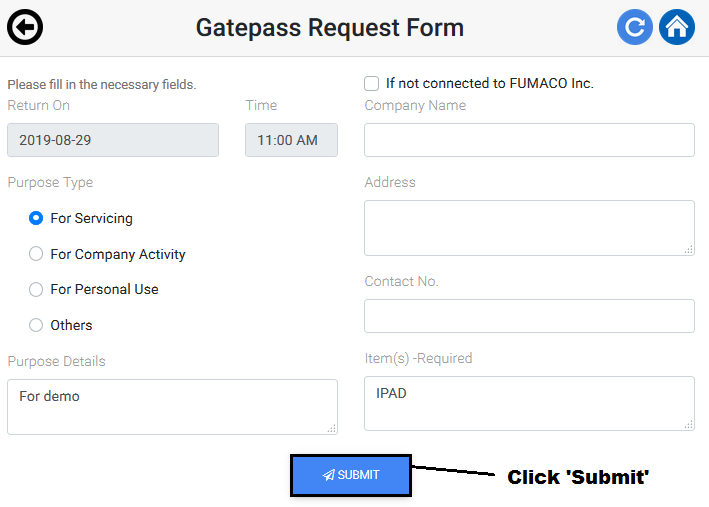 Gatepass Request Form
Please fill in the necessary fields.
Return On
Time
2019-08-29
11:00 AM
Purpose Type
For Servicing
For Company Activity
For Personal Use
Others
Purpose Details
For demo
If not connected to FUMACO Inc.
Company Name
Address
Contact No.
Item(s) -Required
IPAD
SUBMIT
Click 'Submit'